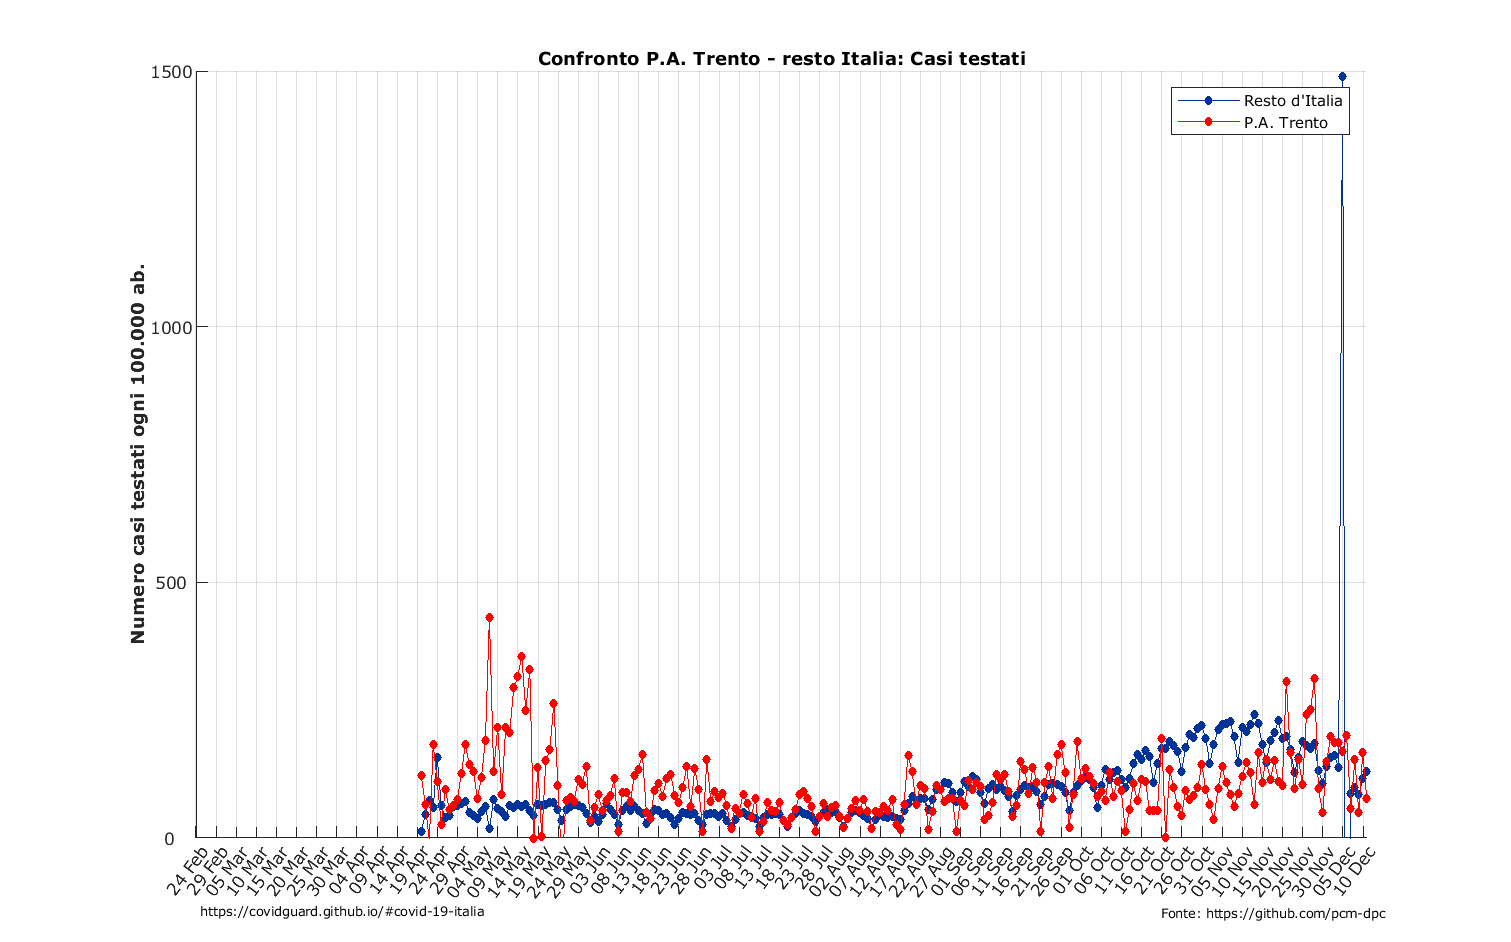 Confronto P.A. Trento - resto Italia: Casi testati
Resto d'Italia
P.A. Trento
Numero casi testati ogni 100.000 ab.
1500
1000
500
0
24 Feb
29 Feb
05 Mar
10 Mar
15 Mar
20 Mar
25 Mar
30 Mar
04 Apr
09 Apr
14 Apr
19 Apr
24 Apr
29 Apr
04 May
09 May
14 May
19 May
24 May
29 May
03 Jun
08 Jun
13 Jun
18 Jun
23 Jun
28 Jun
03 Jul
08 Jul
13 Jul
18 Jul
23 Jul
28 Jul
02 Aug
07 Aug
12 Aug
17 Aug
22 Aug
27 Aug
01 Sep
06 Sep
11 Sep
16 Sep
21 Sep
26 Sep
01 Oct
06 Oct
11 Oct
16 Oct
21 Oct
26 Oct
31 Oct
05 Nov
10 Nov
15 Nov
20 Nov
25 Nov
30 Nov
05 Dec
10 Dec
https://covidguard.github.io/#covid-19-italia
Fonte: https://github.com/pcm-dpc